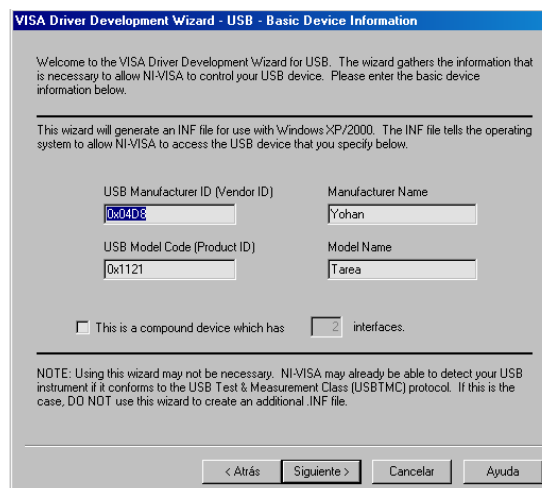 VISA Driver Development Wizard - USB - Basic Device Information
Welcome to the VISA Driver Development Wizard for USB. The wizard gathers the information that
is necessary to allow NI-VISA to control your USB device. Please enter the basic device
information below.
This wizard will generate an INF file for use with Windows XP/2000. The INF file tells the operating
system to allow NI-VISA to access the USB device that you specify below.
USB Manufacturer ID (Vendor ID) Manufacturer Name
0x04D8 Yohan
USB Model Code (Product ID) Model Name
0x1121 Tarea
This is a compound device which has 2 interfaces.
NOTE: Using this wizard may not be necessary. NI-VISA may already be able to detect your USB
instrument if it conforms to the USB Test & Measurement Class (USBTMC) protocol. If this is the
case, DO NOT use this wizard to create an additional .INF file.
< Atrás Siguiente > Cancelar Ayuda